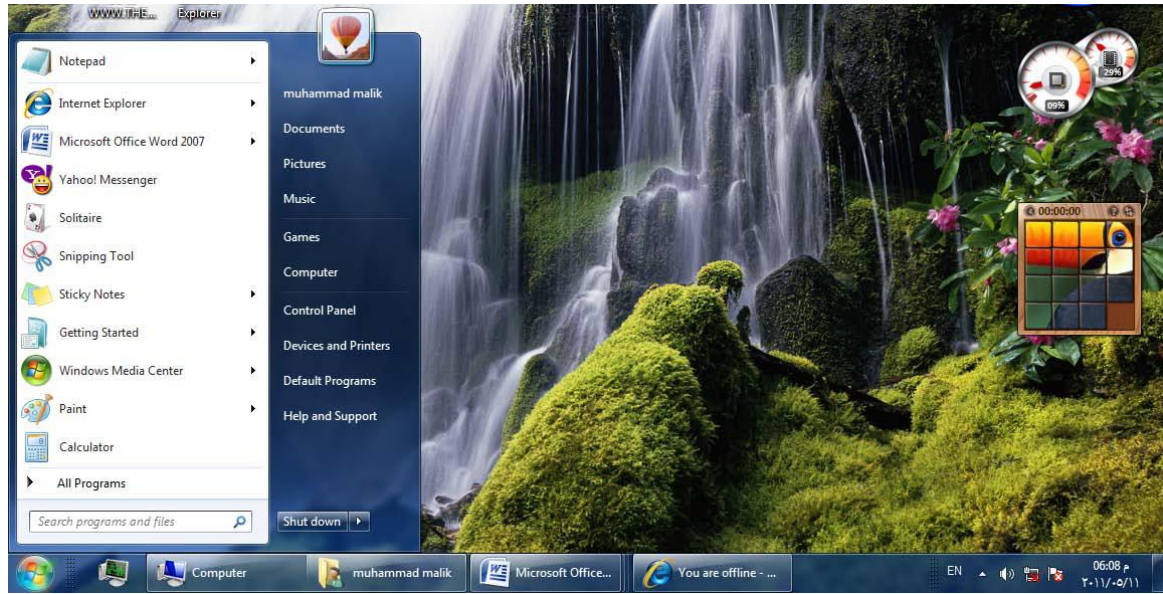 WWW.THE...
Explorer
Notepad
Internet Explorer
Microsoft Office Word 2007
Yahoo! Messenger
Solitaire
Snipping Tool
Sticky Notes
Getting Started
Windows Media Center
Paint
Calculator
All Programs
Search programs and files
muhammad malik
Documents
Pictures
Music
Games
Computer
Control Panel
Devices and Printers
Default Programs
Help and Support
Shut down
29%
09%
00:00:00
?
Computer
muhammad malik
Microsoft Office...
You are offline - ...
EN
06:08 م
٢٠١١/٠٥/١١